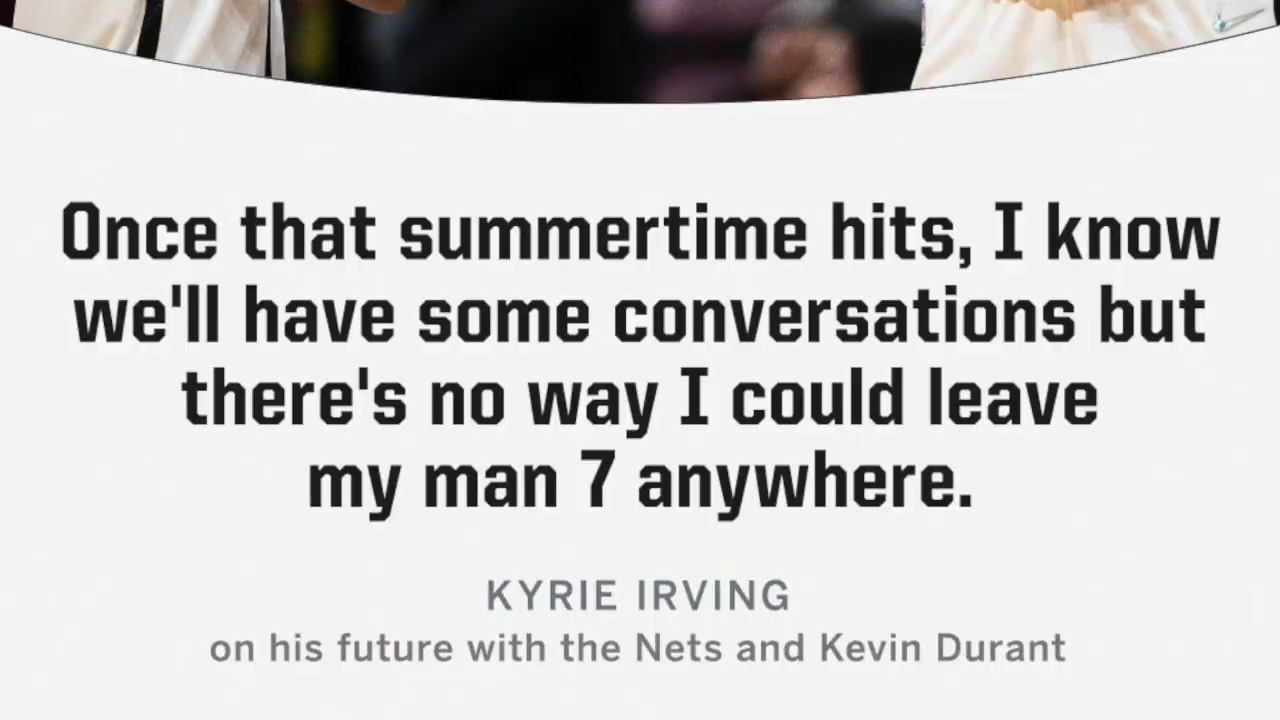 Once that summertime hits, I know
we'll have some conversations but
there's no way I could leave
my man 7 anywhere.
KYRIE IRVING
on his future with the Nets and Kevin Durant